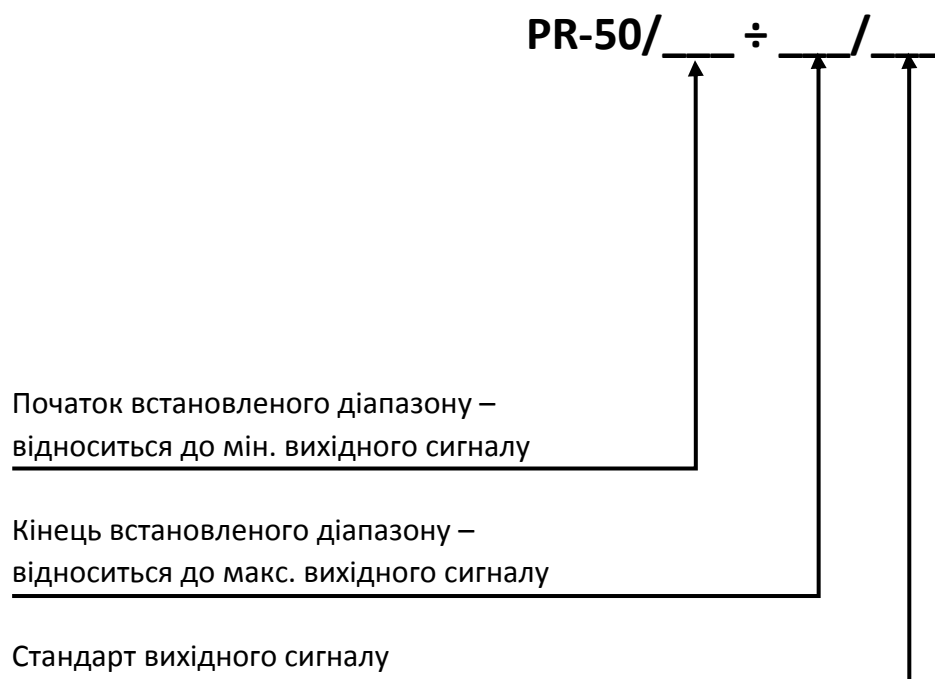 PR-50/___ ÷ ___/___
Початок встановленого діапазону –
відноситься до мін. вихідного сигналу
Кінець встановленого діапазону –
відноситься до макс. вихідного сигналу
Стандарт вихідного сигналу